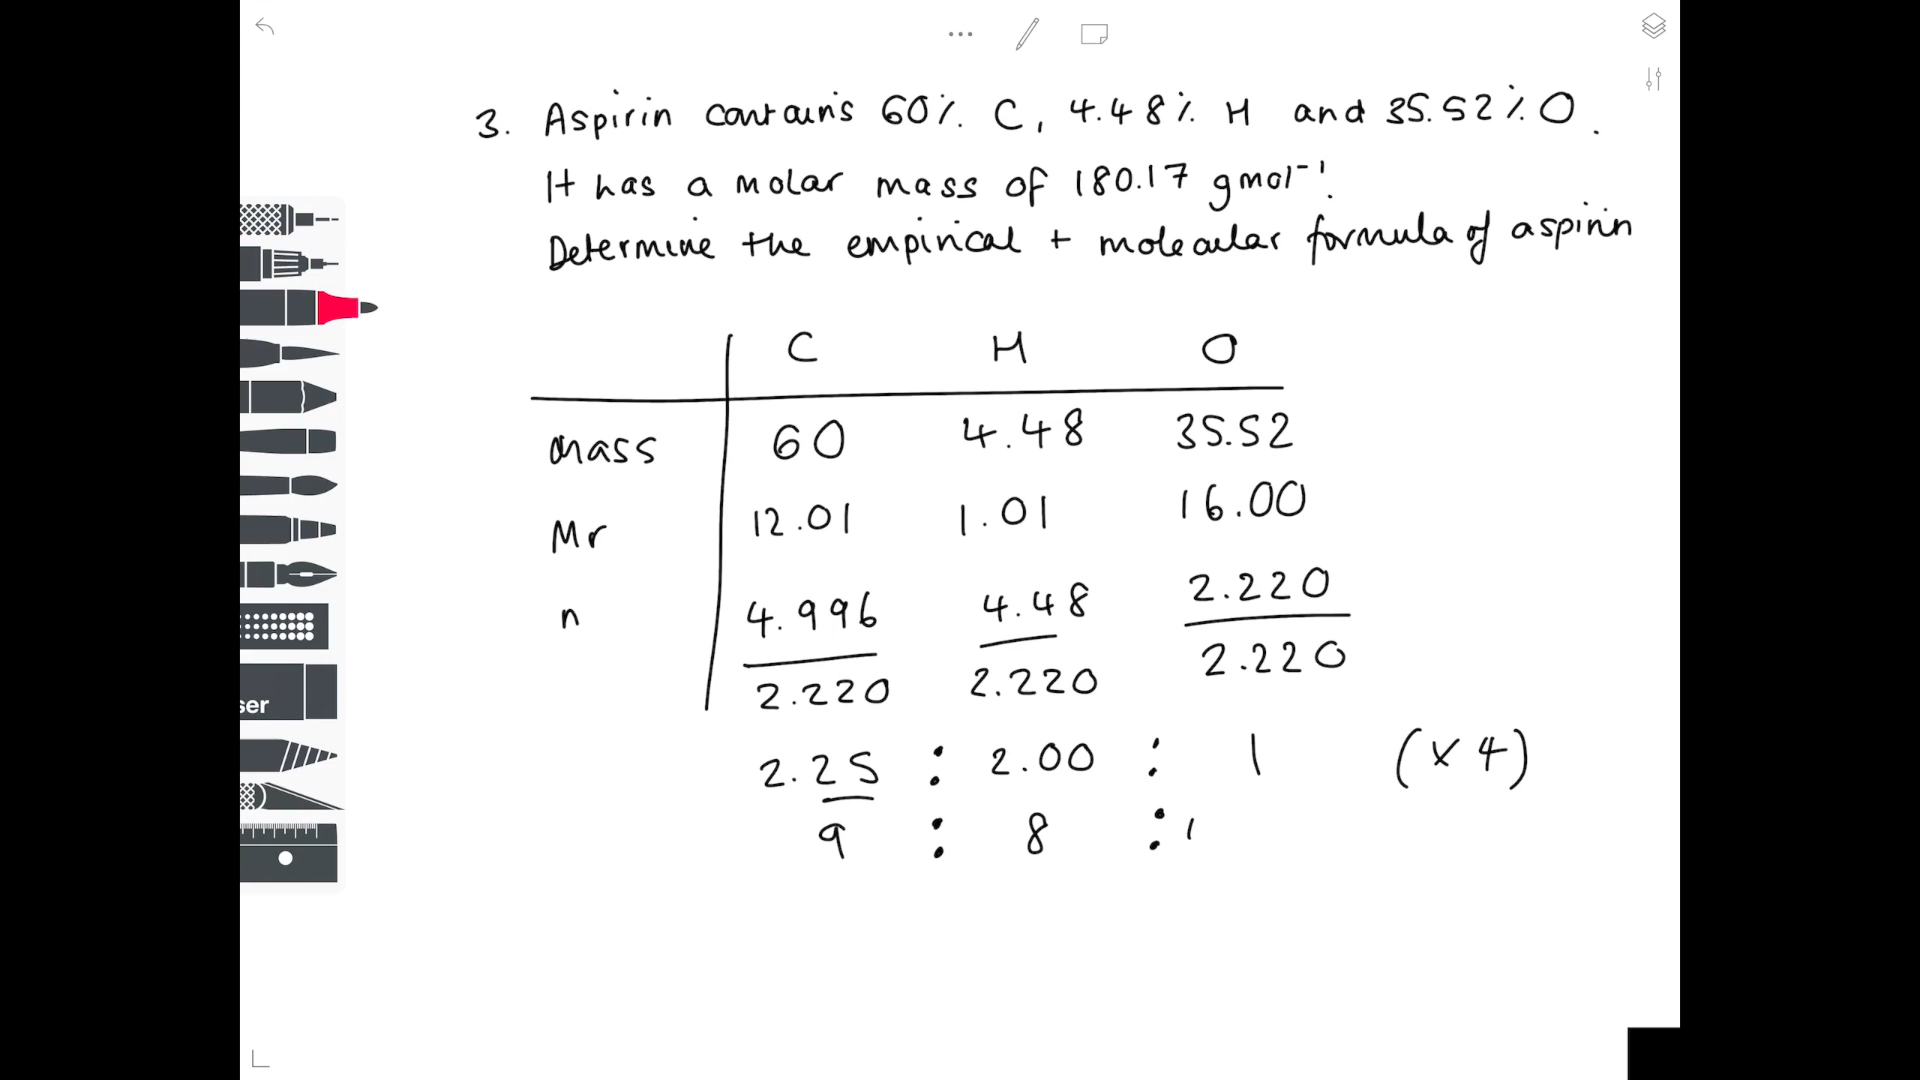 3. Aspirin contains 60% C, 4.48% H and 35.52% O.
It has a molar mass of 180.17 gmol⁻¹.
Determine the empirical + molecular formula of aspirin
C H O
mass 60 4.48 35.52
Mr 12.01 1.01 16.00
n 4.996 4.48 2.220
2.220 2.220 2.220
2.25 : 2.00 : 1 (×4)
9 : 8 :
ser